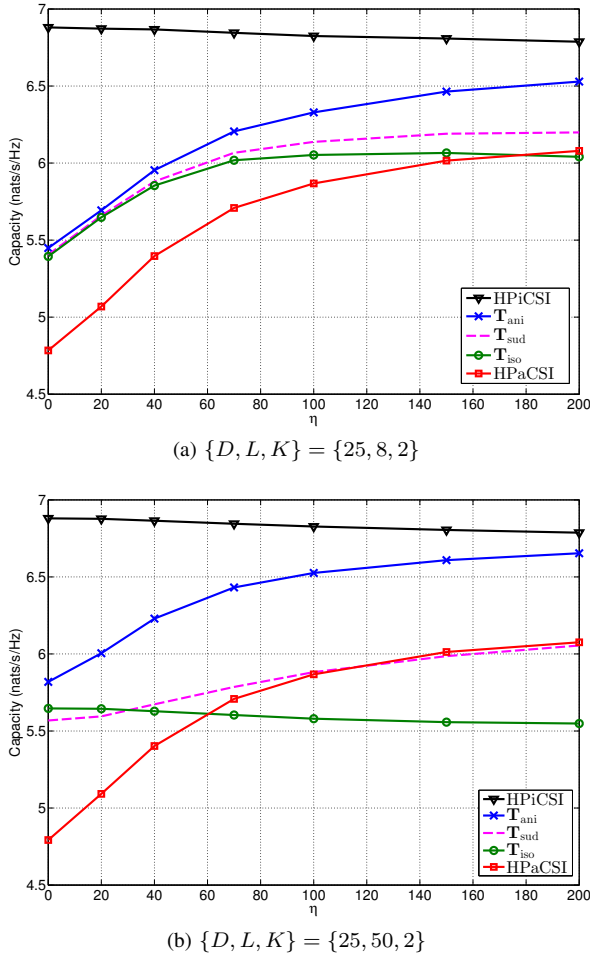 7
6.5
6
5.5
5
4.5
Capacity (nats/s/Hz)
HPiCSI
T_ani
T_sud
T_iso
HPaCSI
0 20 40 60 80 100 120 140 160 180 200
η
(a) {D, L, K} = {25, 8, 2}
7
6.5
6
5.5
5
4.5
Capacity (nats/s/Hz)
HPiCSI
T_ani
T_sud
T_iso
HPaCSI
0 20 40 60 80 100 120 140 160 180 200
η
(b) {D, L, K} = {25, 50, 2}